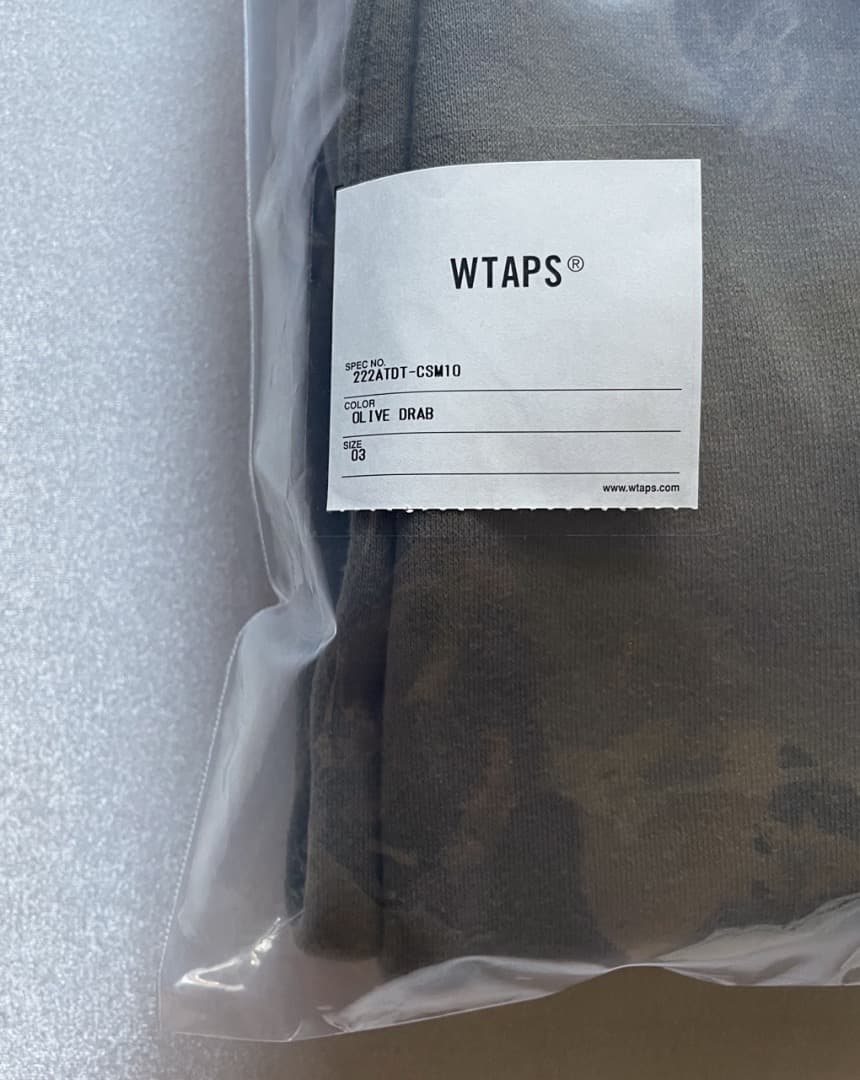 WTAPS®
SPEC NO.
222ATDT-CSM10
COLOR
OLIVE DRAB
SIZE
03
www.wtaps.com